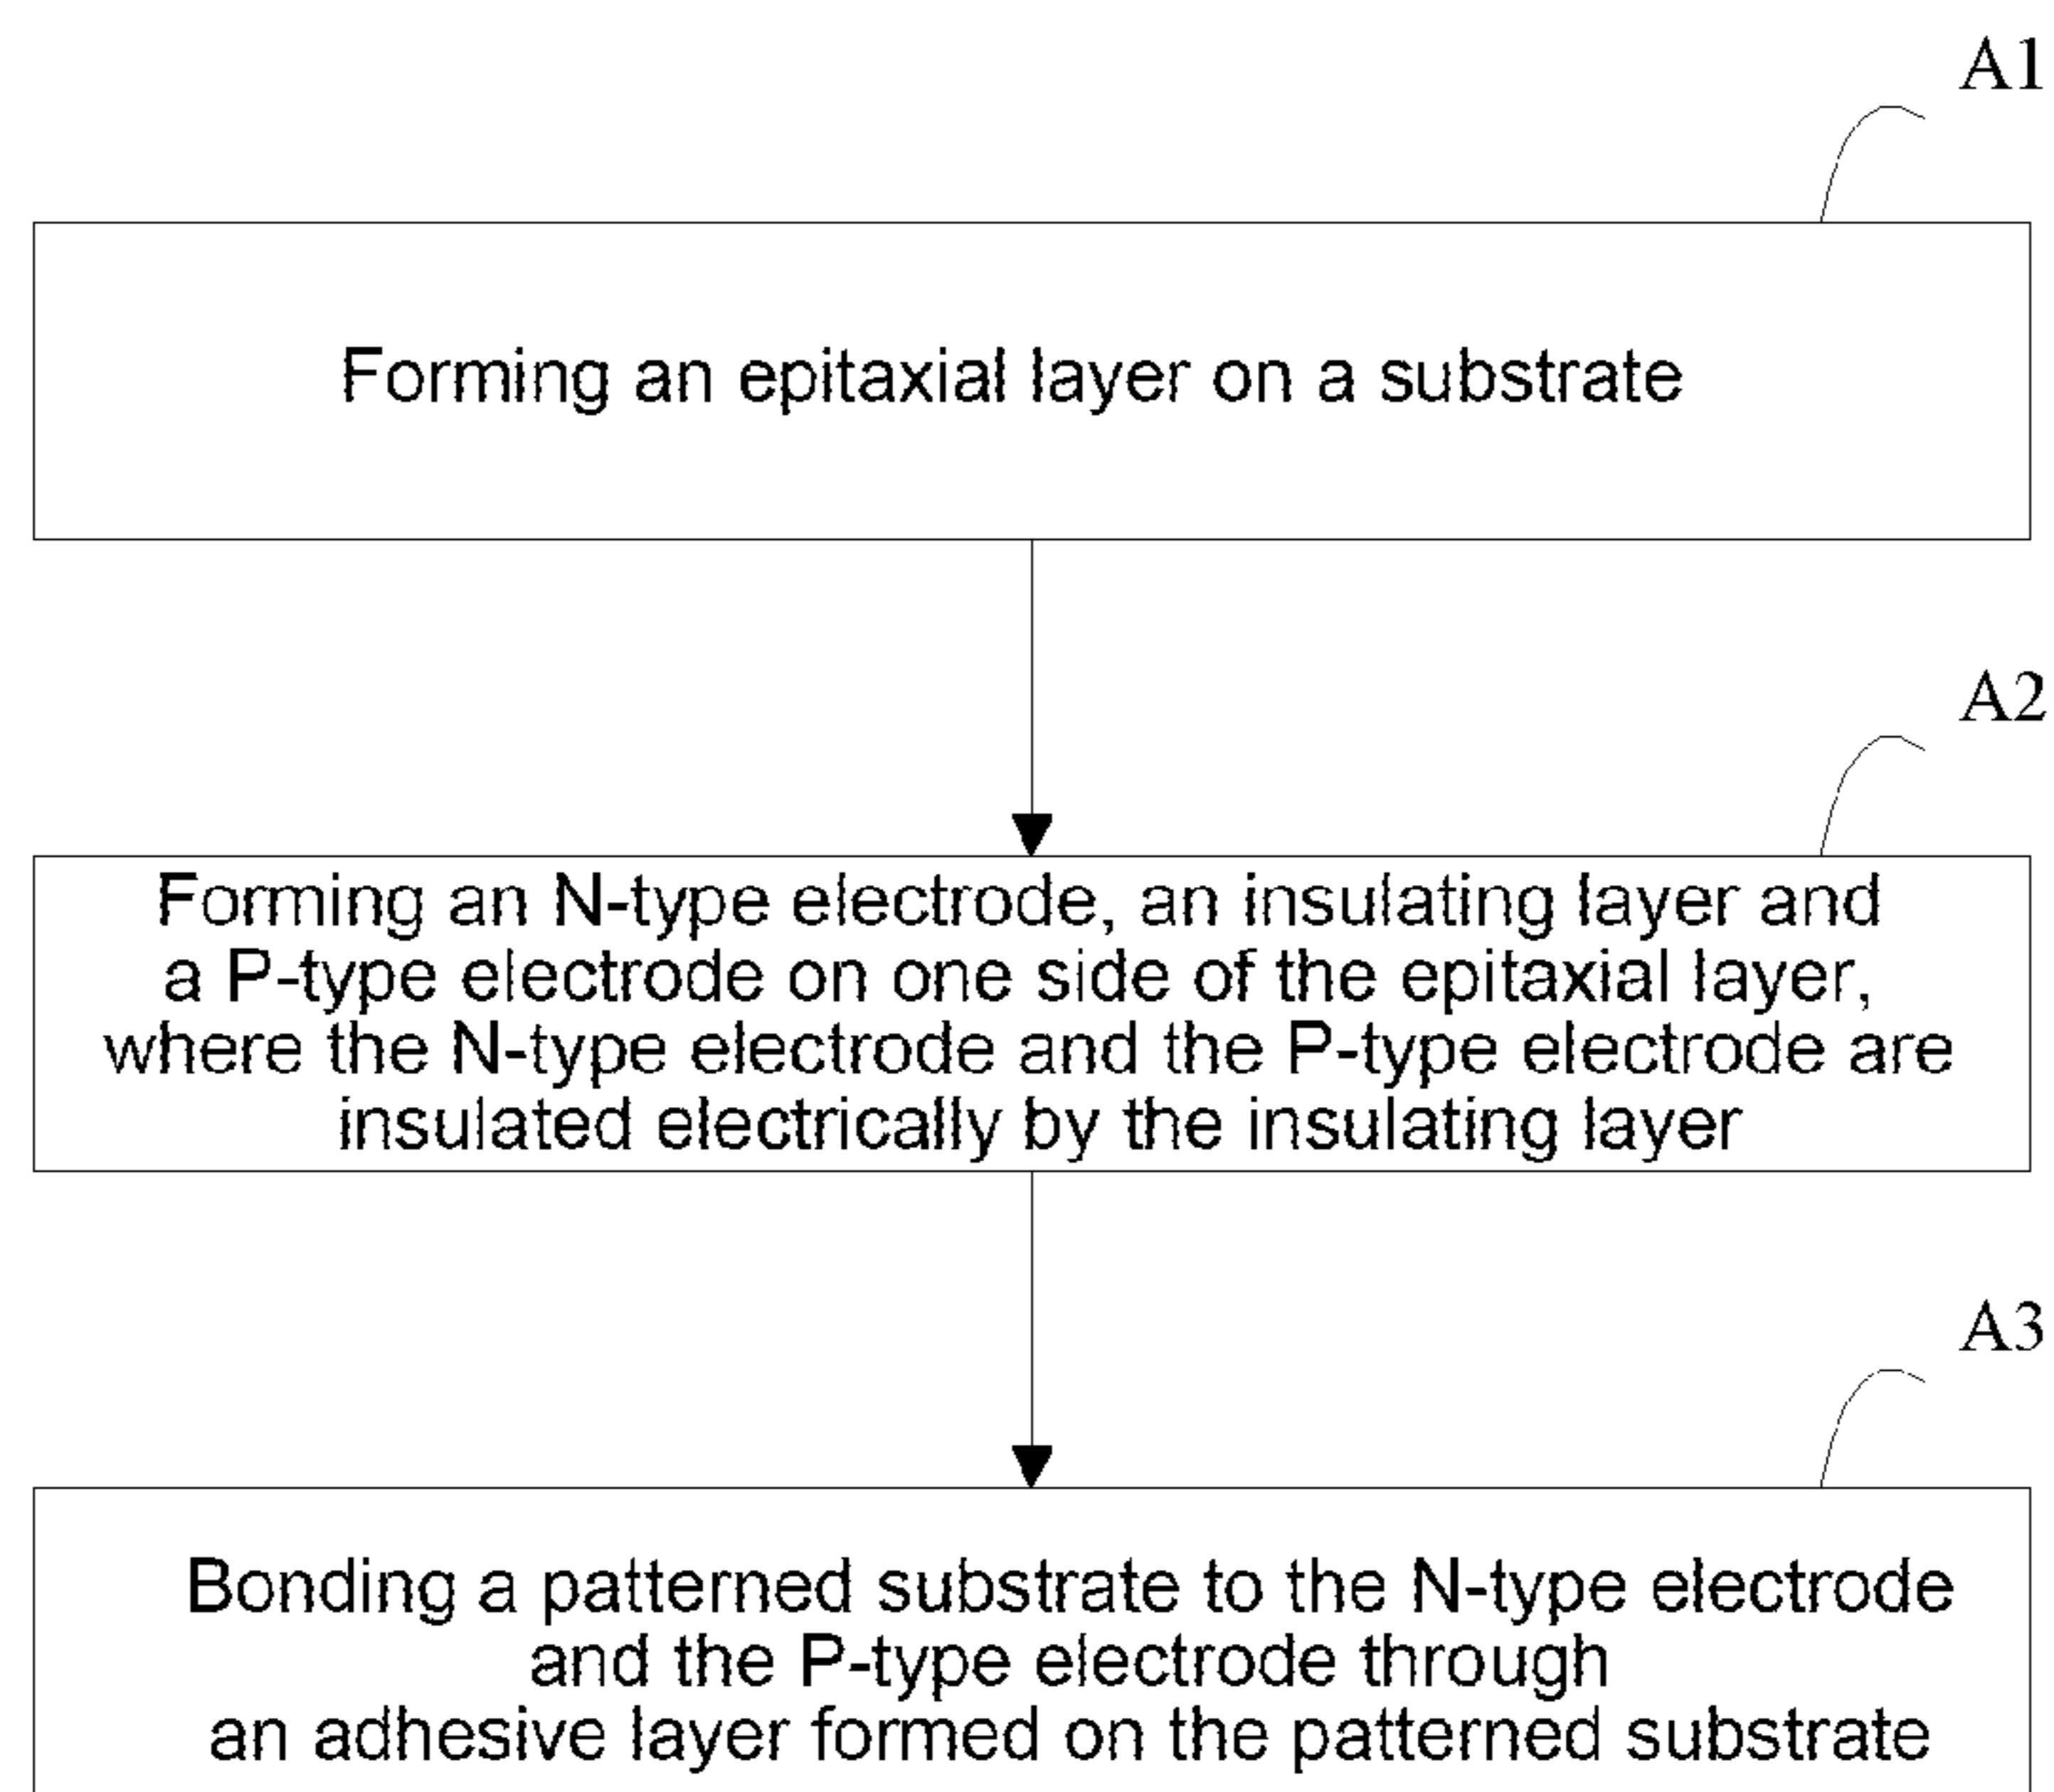 A1
Forming an epitaxial layer on a substrate
A2
Forming an N-type electrode, an insulating layer and
a P-type electrode on one side of the epitaxial layer,
where the N-type electrode and the P-type electrode are
insulated electrically by the insulating layer
A3
Bonding a patterned substrate to the N-type electrode
and the P-type electrode through
an adhesive layer formed on the patterned substrate